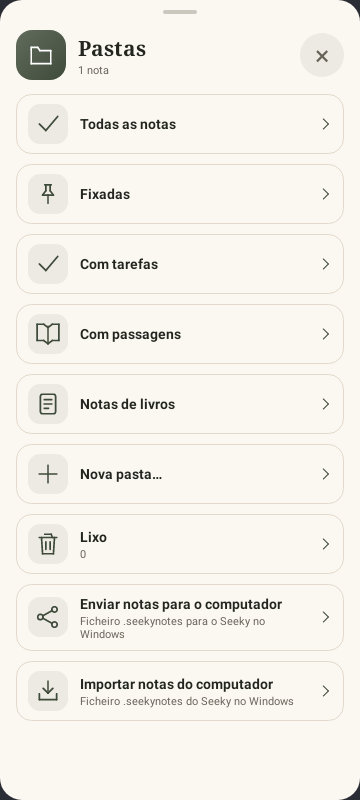 Pastas
1 nota
Todas as notas
Fixadas
Com tarefas
Com passagens
Notas de livros
Nova pasta...
Lixo
0
Enviar notas para o computador
Ficheiro .seekynotes para o Seeky no
Windows
Importar notas do computador
Ficheiro .seekynotes do Seeky no Windows